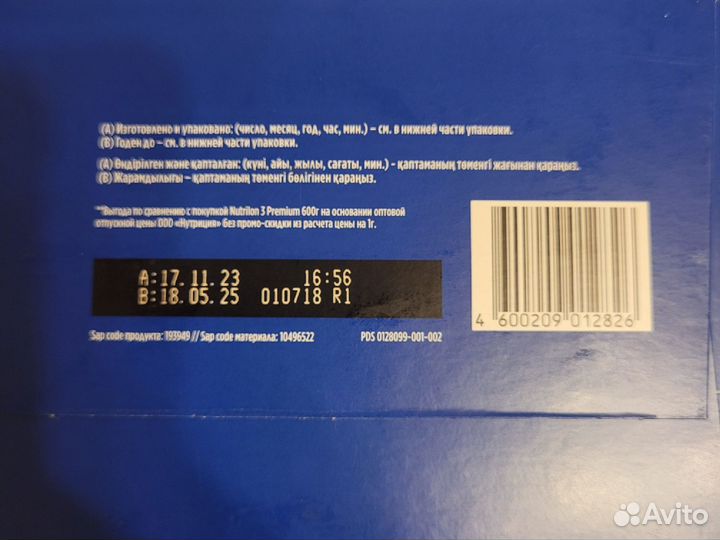 (А) Изготовлено и упаковано: (число, месяц, год, час, мин.) – см. в нижней части упаковки.
(В) Годен до – см. в нижней части упаковки.
(А) Өндірілген және қапталған: (күні, айы, жылы, сағаты, мин.) - қаптаманың төменгі жағынан қараңыз.
(В) Жарамдылығы – қаптаманың төменгі бөлігінен қараңыз.
**Выгода по сравнению с покупкой Nutrilon 3 Premium 600г на основании оптовой
отпускной цены ООО «Нутриция» без промо-скидки из расчета цены на 1г.
A:17.11.23 16:56
B:18.05.25 010718 R1
Sap code продукта: 193949 // Sap code материала: 10496522 PDS 0128099-001-002
4 600209 012826
Avito